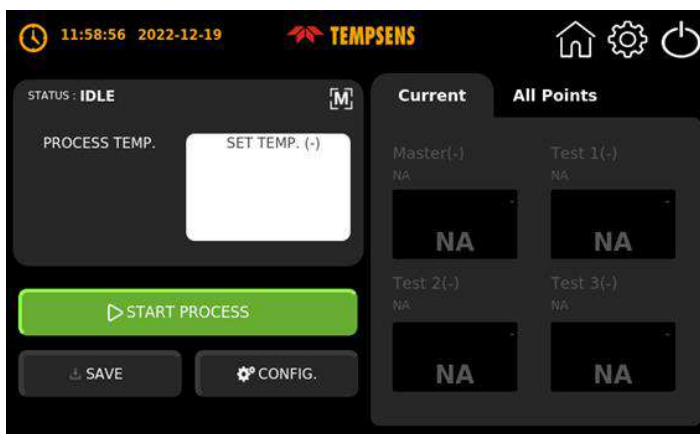 11:58:56 2022-12-19
TEMPSENS
STATUS : IDLE
[M]
PROCESS TEMP.
SET TEMP. (-)
START PROCESS
SAVE
CONFIG.
Current
All Points
Master(-)
Test 1(-)
NA
NA
-
-
NA
NA
Test 2(-)
Test 3(-)
NA
NA
-
-
NA
NA